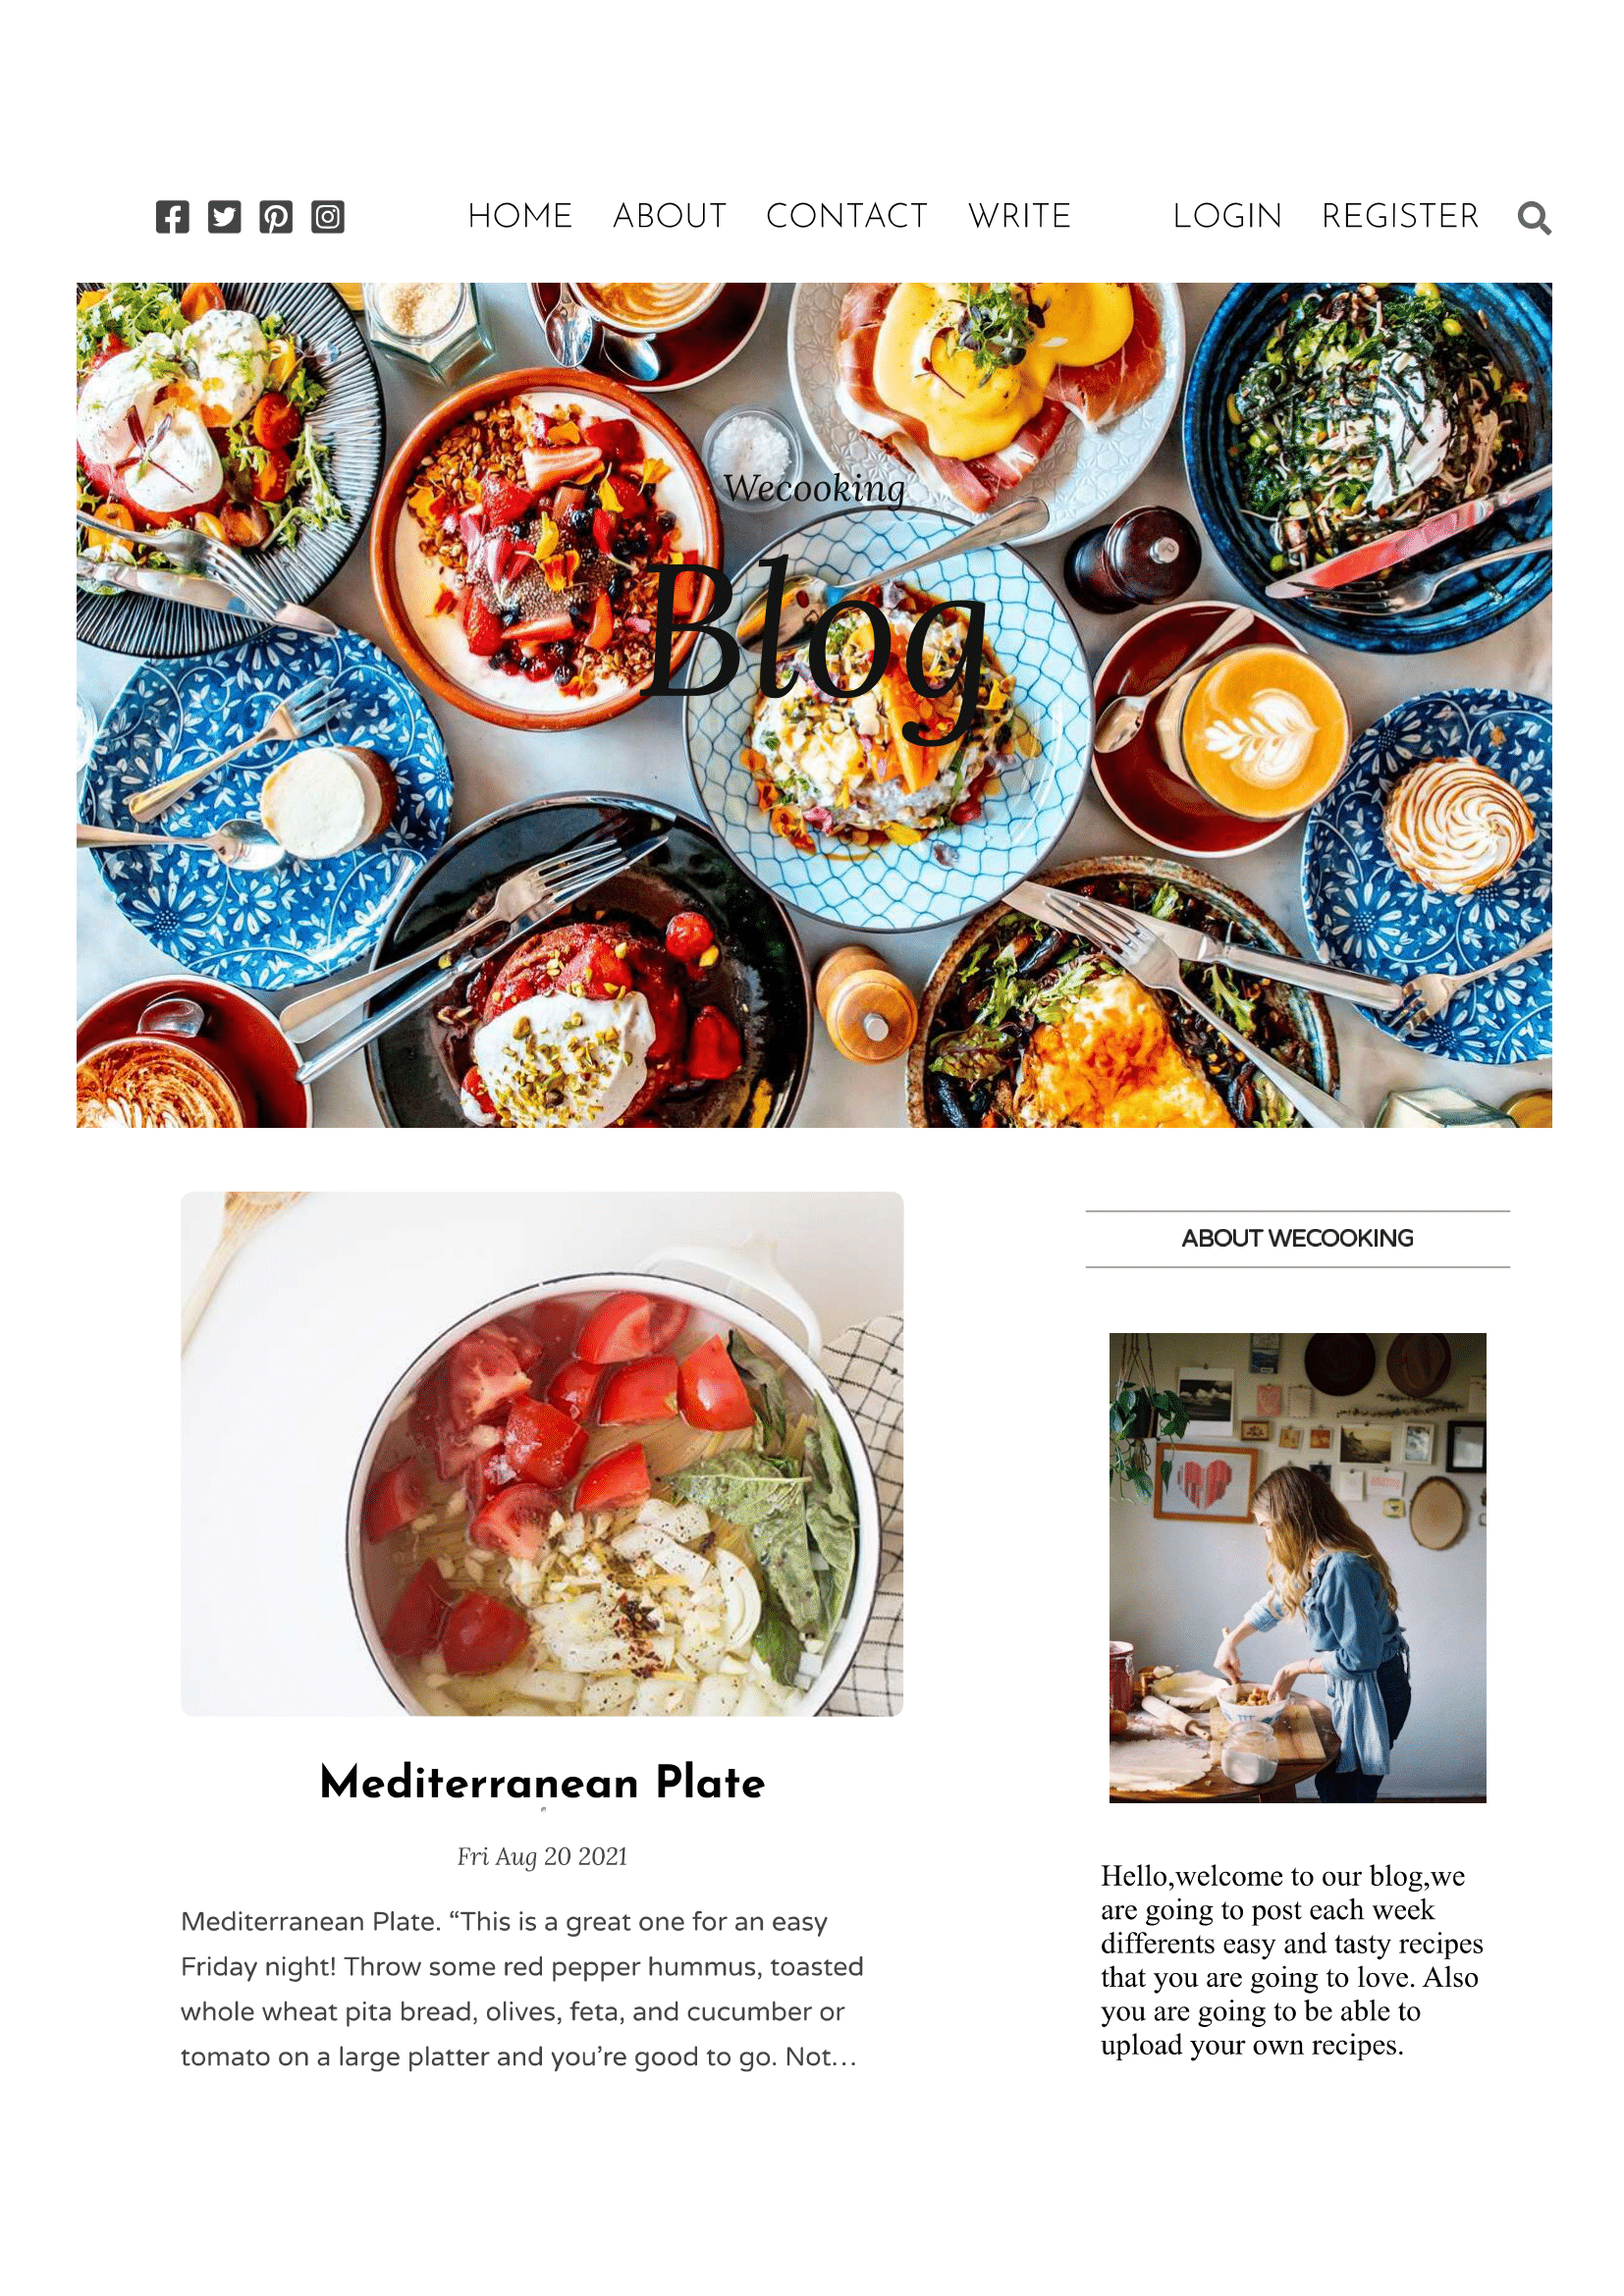 HOME ABOUT CONTACT WRITE LOGIN REGISTER
Wecooking
Blog
Mediterranean Plate
Fri Aug 20 2021
Mediterranean Plate. “This is a great one for an easy
Friday night! Throw some red pepper hummus, toasted
whole wheat pita bread, olives, feta, and cucumber or
tomato on a large platter and you’re good to go. Not…
ABOUT WECOOKING
Hello,welcome to our blog,we
are going to post each week
differents easy and tasty recipes
that you are going to love. Also
you are going to be able to
upload your own recipes.